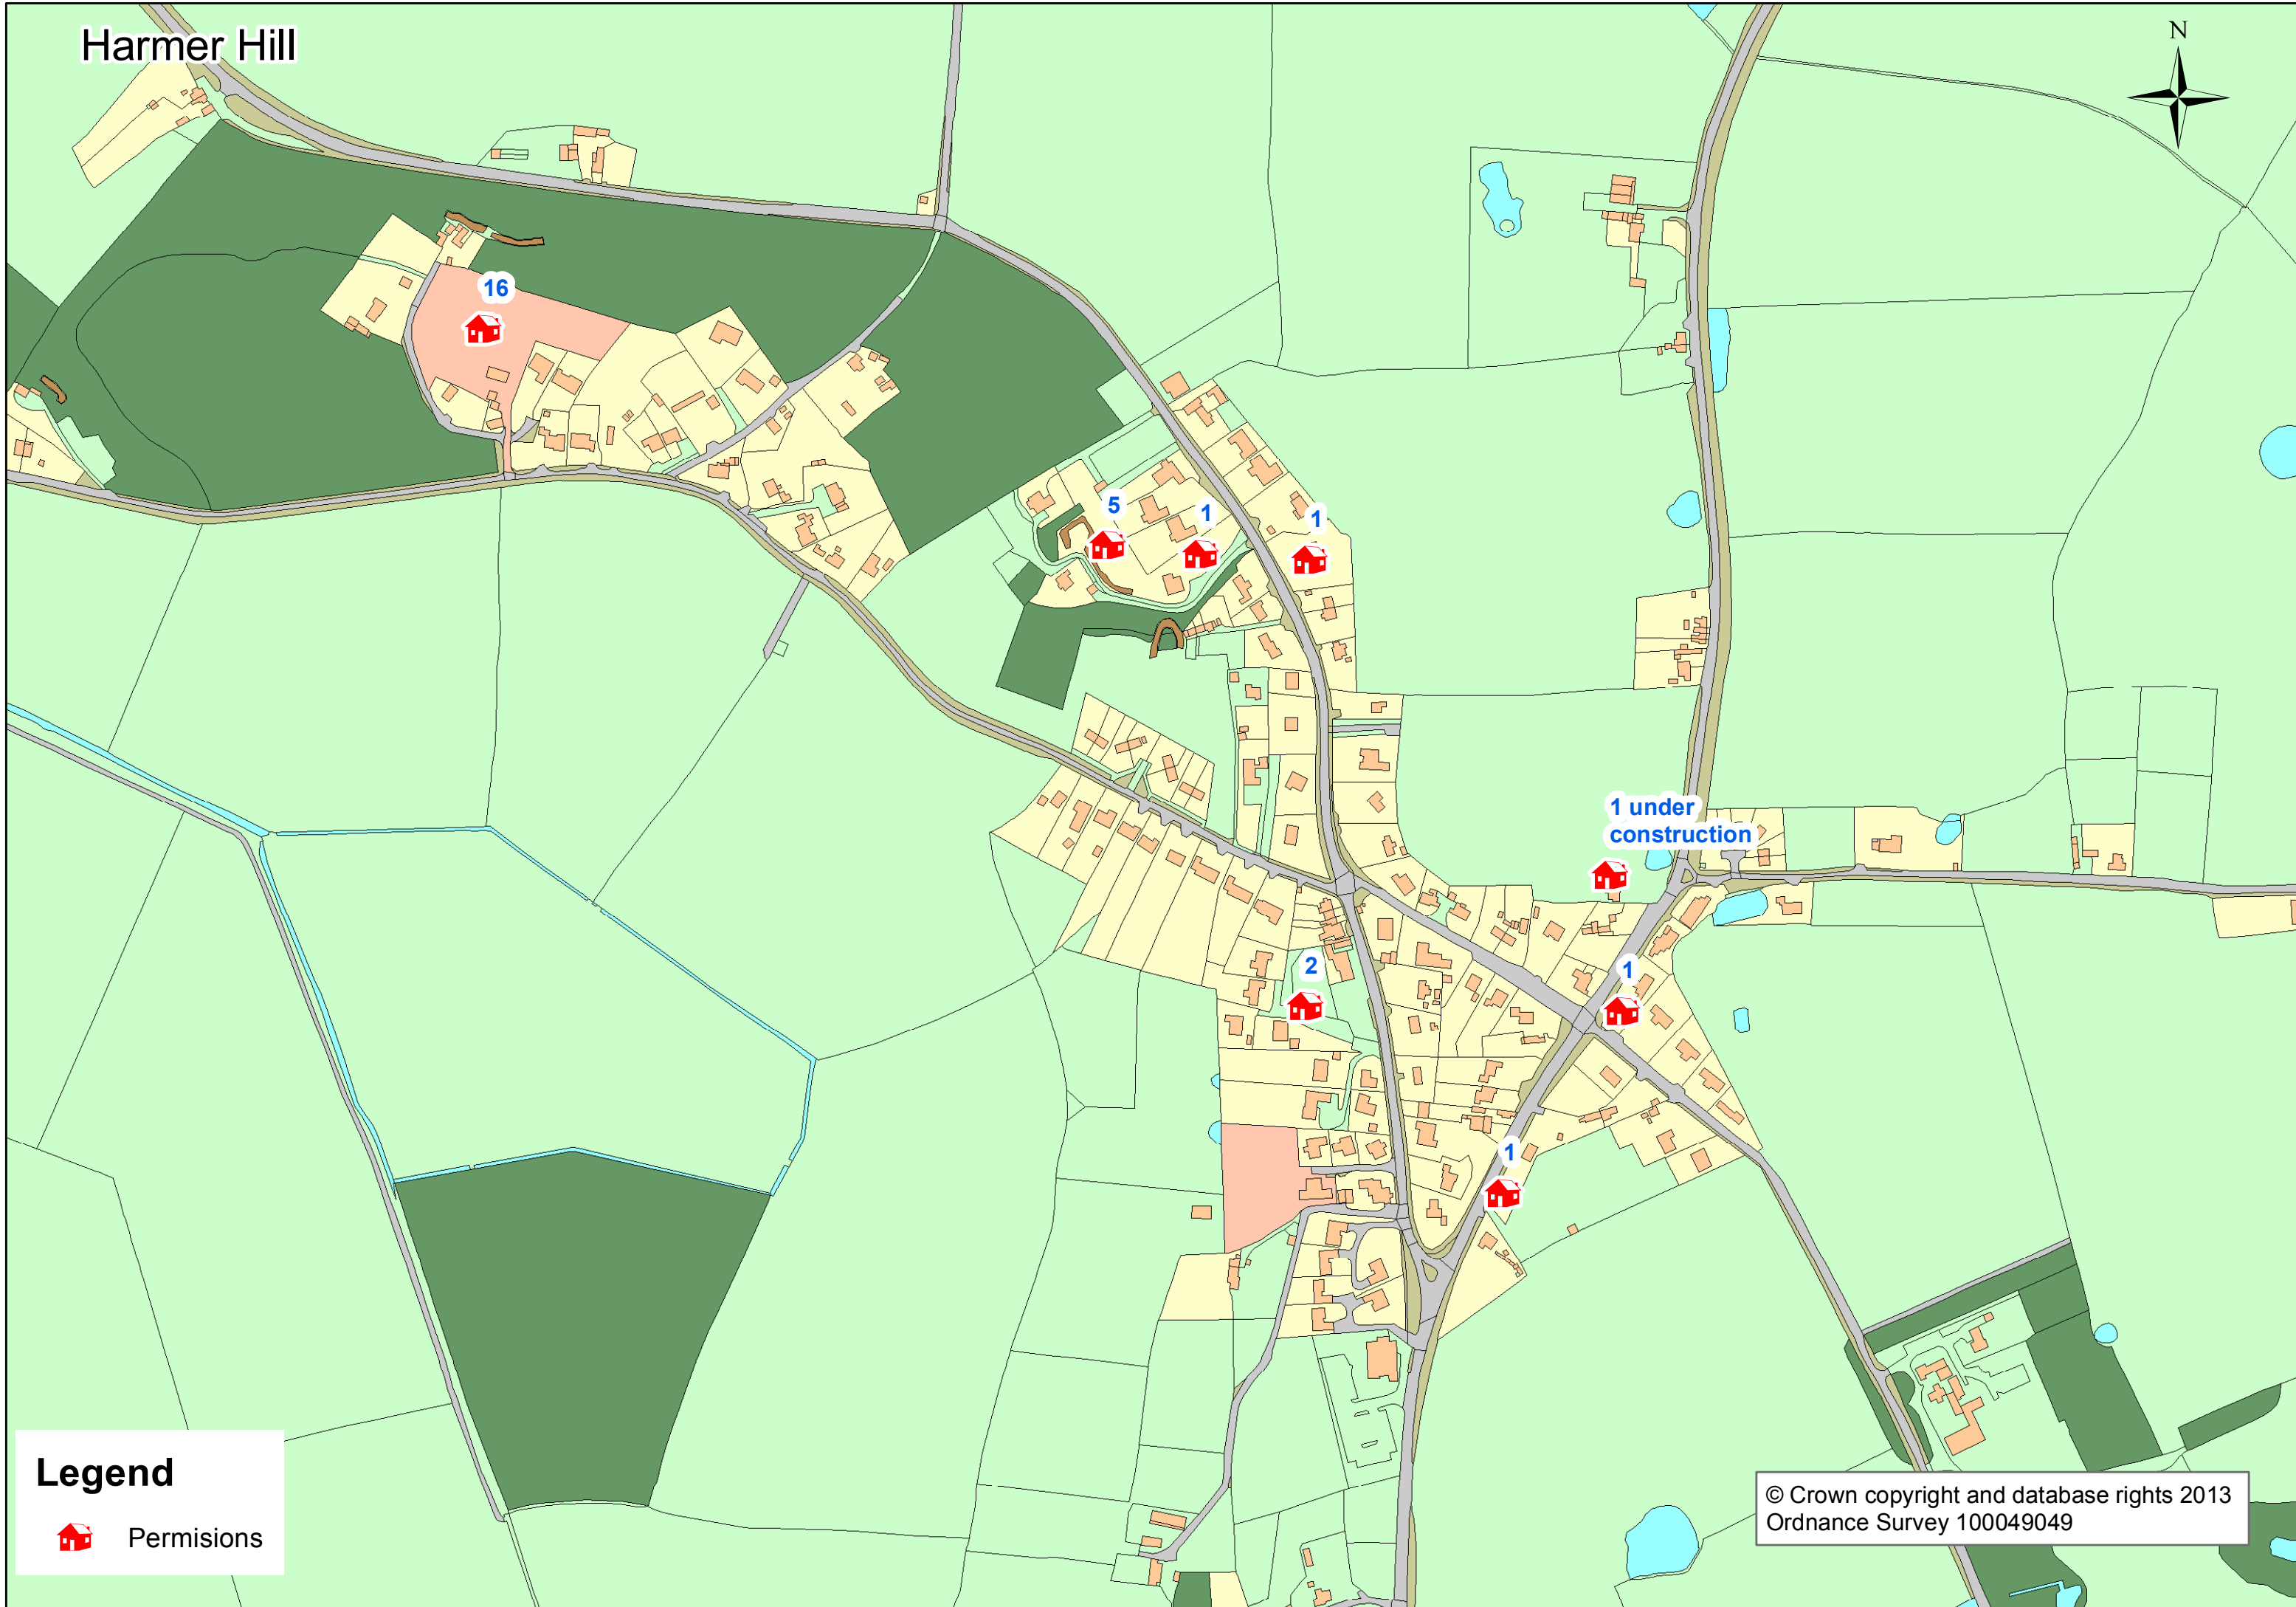 Harmer Hill
N
16
5
1
1
1 under
construction
2
1
1
Legend
Permisions
© Crown copyright and database rights 2013
Ordnance Survey 100049049